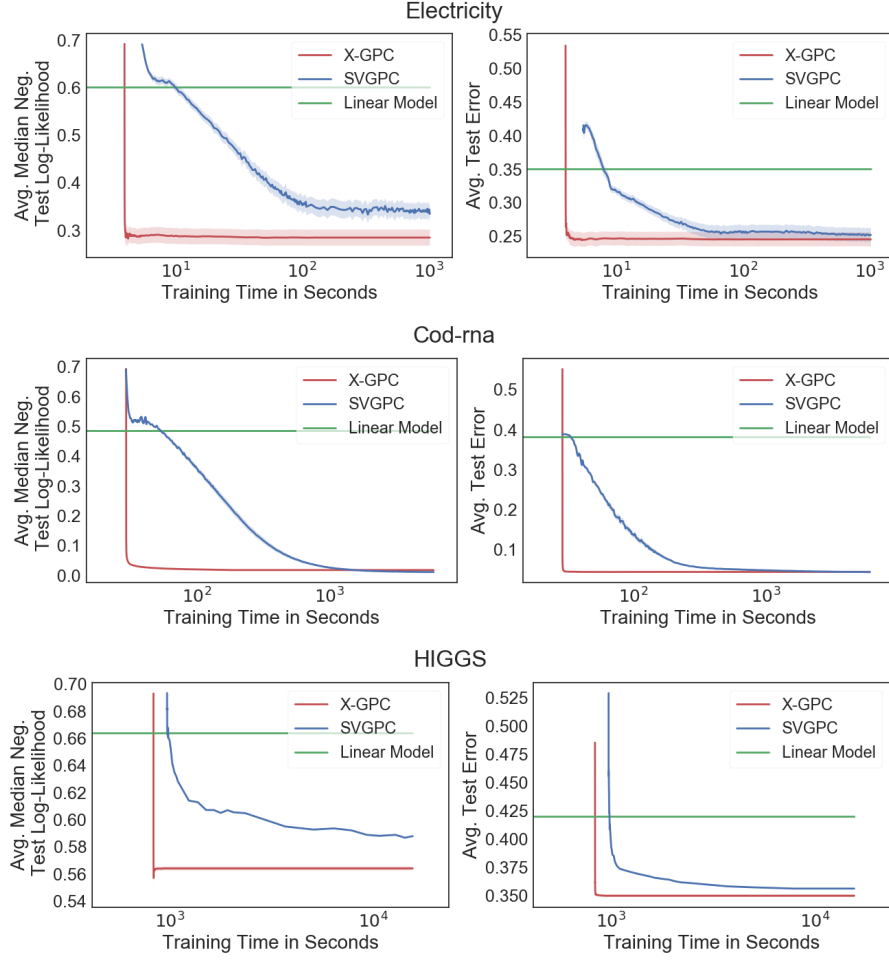 Electricity
Avg. Median Neg.
Test Log-Likelihood
0.7
0.6
0.5
0.4
0.3
X-GPC
SVGPC
Linear Model
10¹
10²
10³
Training Time in Seconds
Avg. Test Error
0.55
0.50
0.45
0.40
0.35
0.30
0.25
X-GPC
SVGPC
Linear Model
10¹
10²
10³
Training Time in Seconds
Cod-rna
Avg. Median Neg.
Test Log-Likelihood
0.7
0.6
0.5
0.4
0.3
0.2
0.1
0.0
X-GPC
SVGPC
Linear Model
10²
10³
Training Time in Seconds
Avg. Test Error
0.5
0.4
0.3
0.2
0.1
X-GPC
SVGPC
Linear Model
10²
10³
Training Time in Seconds
HIGGS
Avg. Median Neg.
Test Log-Likelihood
0.70
0.68
0.66
0.64
0.62
0.60
0.58
0.56
0.54
X-GPC
SVGPC
Linear Model
10³
10⁴
Training Time in Seconds
Avg. Test Error
0.525
0.500
0.475
0.450
0.425
0.400
0.375
0.350
X-GPC
SVGPC
Linear Model
10³
10⁴
Training Time in Seconds